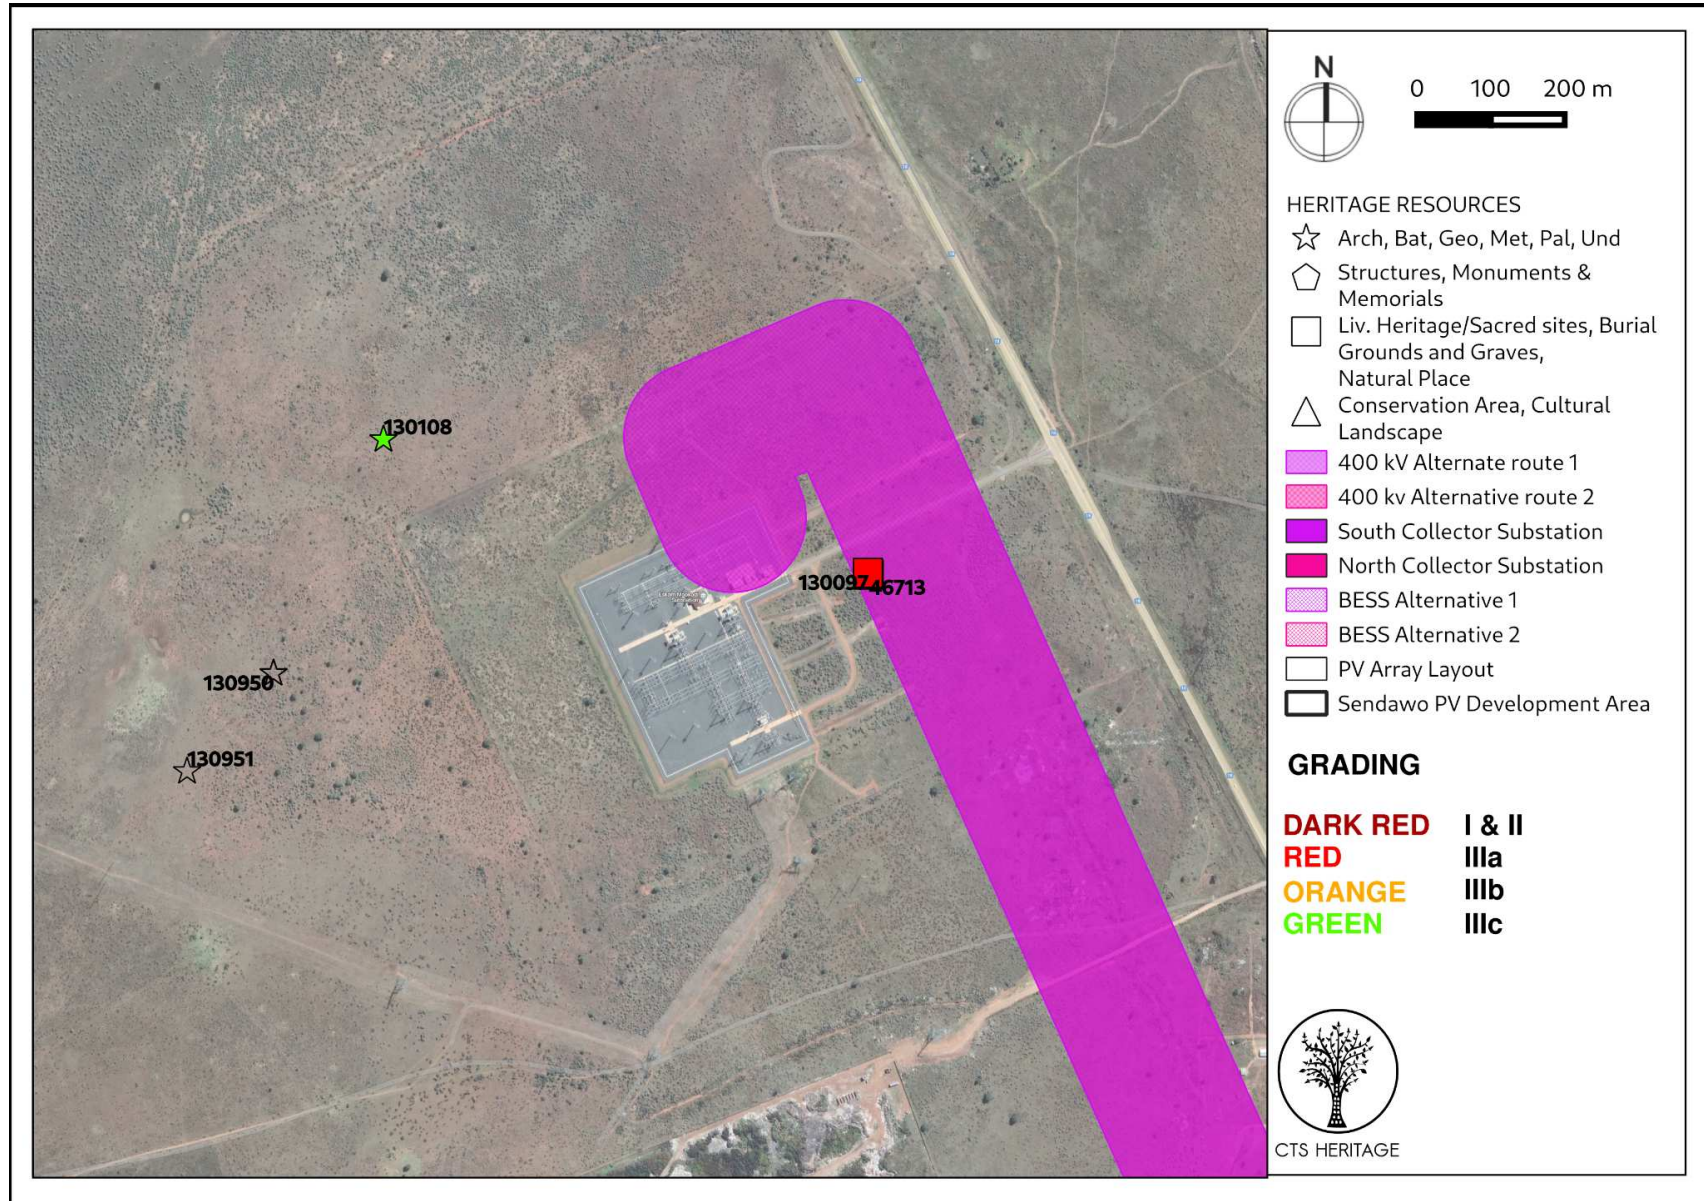 N
0 100 200 m
HERITAGE RESOURCES
Arch, Bat, Geo, Met, Pal, Und
Structures, Monuments &
Memorials
Liv. Heritage/Sacred sites, Burial
Grounds and Graves,
Natural Place
Conservation Area, Cultural
Landscape
400 kV Alternate route 1
400 kv Alternative route 2
South Collector Substation
North Collector Substation
BESS Alternative 1
BESS Alternative 2
PV Array Layout
Sendawo PV Development Area
GRADING
DARK RED I & II
RED IIIa
ORANGE IIIb
GREEN IIIc
CTS HERITAGE
130108
130097
46713
130950
130951